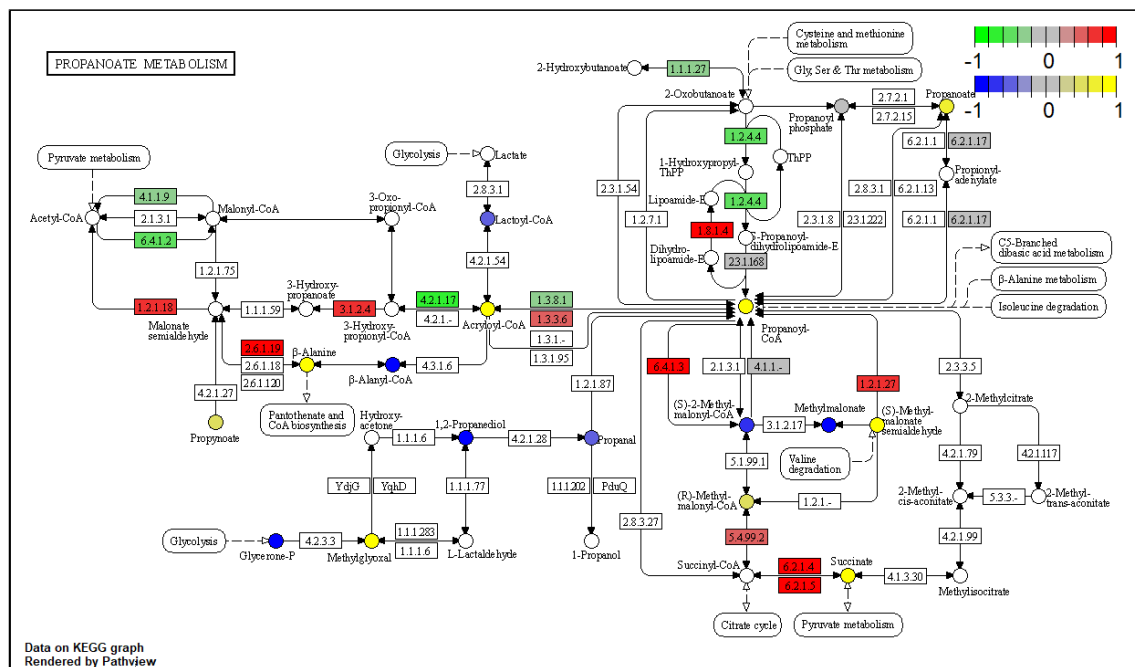 PROPANOATE METABOLISM
Cysteine and methionine
metabolism
Gly, Ser & Thr metabolism
-1 0 1
-1 0 1
2-Hydroxybutanoate
1.1.1.27
2-Oxobutanoate
Propanoyl
phosphate
2.7.2.1
2.7.2.15
Propanoate
1.2.4.4
ThPP
1-Hydroxypropyl-
ThPP
6.2.1.1
6.2.1.17
Propionyl-
adenylate
Pyruvate metabolism
Glycolysis
Lactate
2.8.3.1
Lactoyl-CoA
4.2.1.54
3-Oxo-
propionyl-CoA
4.1.1.9
Acetyl-CoA
2.1.3.1
Malonyl-CoA
6.4.1.2
2.3.1.54
1.2.7.1
Lipoamide-E
1.2.4.4
1.8.1.4
S-Propanoyl-
dihydrolipoamide-E
Dihydro-
lipoamide-E
2.3.1.168
2.8.3.1
6.2.1.13
2.3.1.8
2.3.1.222
6.2.1.1
6.2.1.17
C5-Branched
dibasic acid metabolism
β-Alanine metabolism
Isoleucine degradation
1.2.1.75
1.2.1.18
Malonate
semialdehyde
1.1.1.59
3-Hydroxy-
propanoate
3.1.2.4
3-Hydroxy-
propionyl-CoA
4.2.1.17
4.2.1.-
Acryloyl-CoA
1.3.8.1
1.3.3.6
1.3.1.-
1.3.1.95
Propanoyl-
CoA
2.6.1.19
2.6.1.18
2.6.1.120
β-Alanine
β-Alanyl-CoA
4.3.1.6
1.2.1.87
6.4.1.3
2.1.3.1
4.1.1.-
1.2.1.27
2.3.3.5
4.2.1.27
Propynoate
Pantothenate and
CoA biosynthesis
Hydroxy-
acetone
1.1.1.6
1,2-Propanediol
4.2.1.28
Propanal
(S)-2-Methyl-
malonyl-CoA
3.1.2.17
Methylmalonate
(S)-Methyl-
malonate
semialdehyde
2-Methylcitrate
Valine
degradation
5.1.99.1
4.2.1.79
4.2.1.117
YdjG
YqhD
1.1.1.77
1.1.1.202
PduQ
(R)-Methyl-
malonyl-CoA
1.2.1.-
2-Methyl-
cis-aconitate
5.3.3.-
2-Methyl-
trans-aconitate
2.8.3.27
Glycolysis
Glycerone-P
4.2.3.3
Methylglyoxal
1.1.1.283
1.1.1.6
L-Lactaldehyde
1-Propanol
5.4.99.2
4.2.1.99
Succinyl-CoA
6.2.1.4
6.2.1.5
Succinate
4.1.3.30
Methylisocitrate
Citrate cycle
Pyruvate metabolism
Data on KEGG graph
Rendered by Pathview